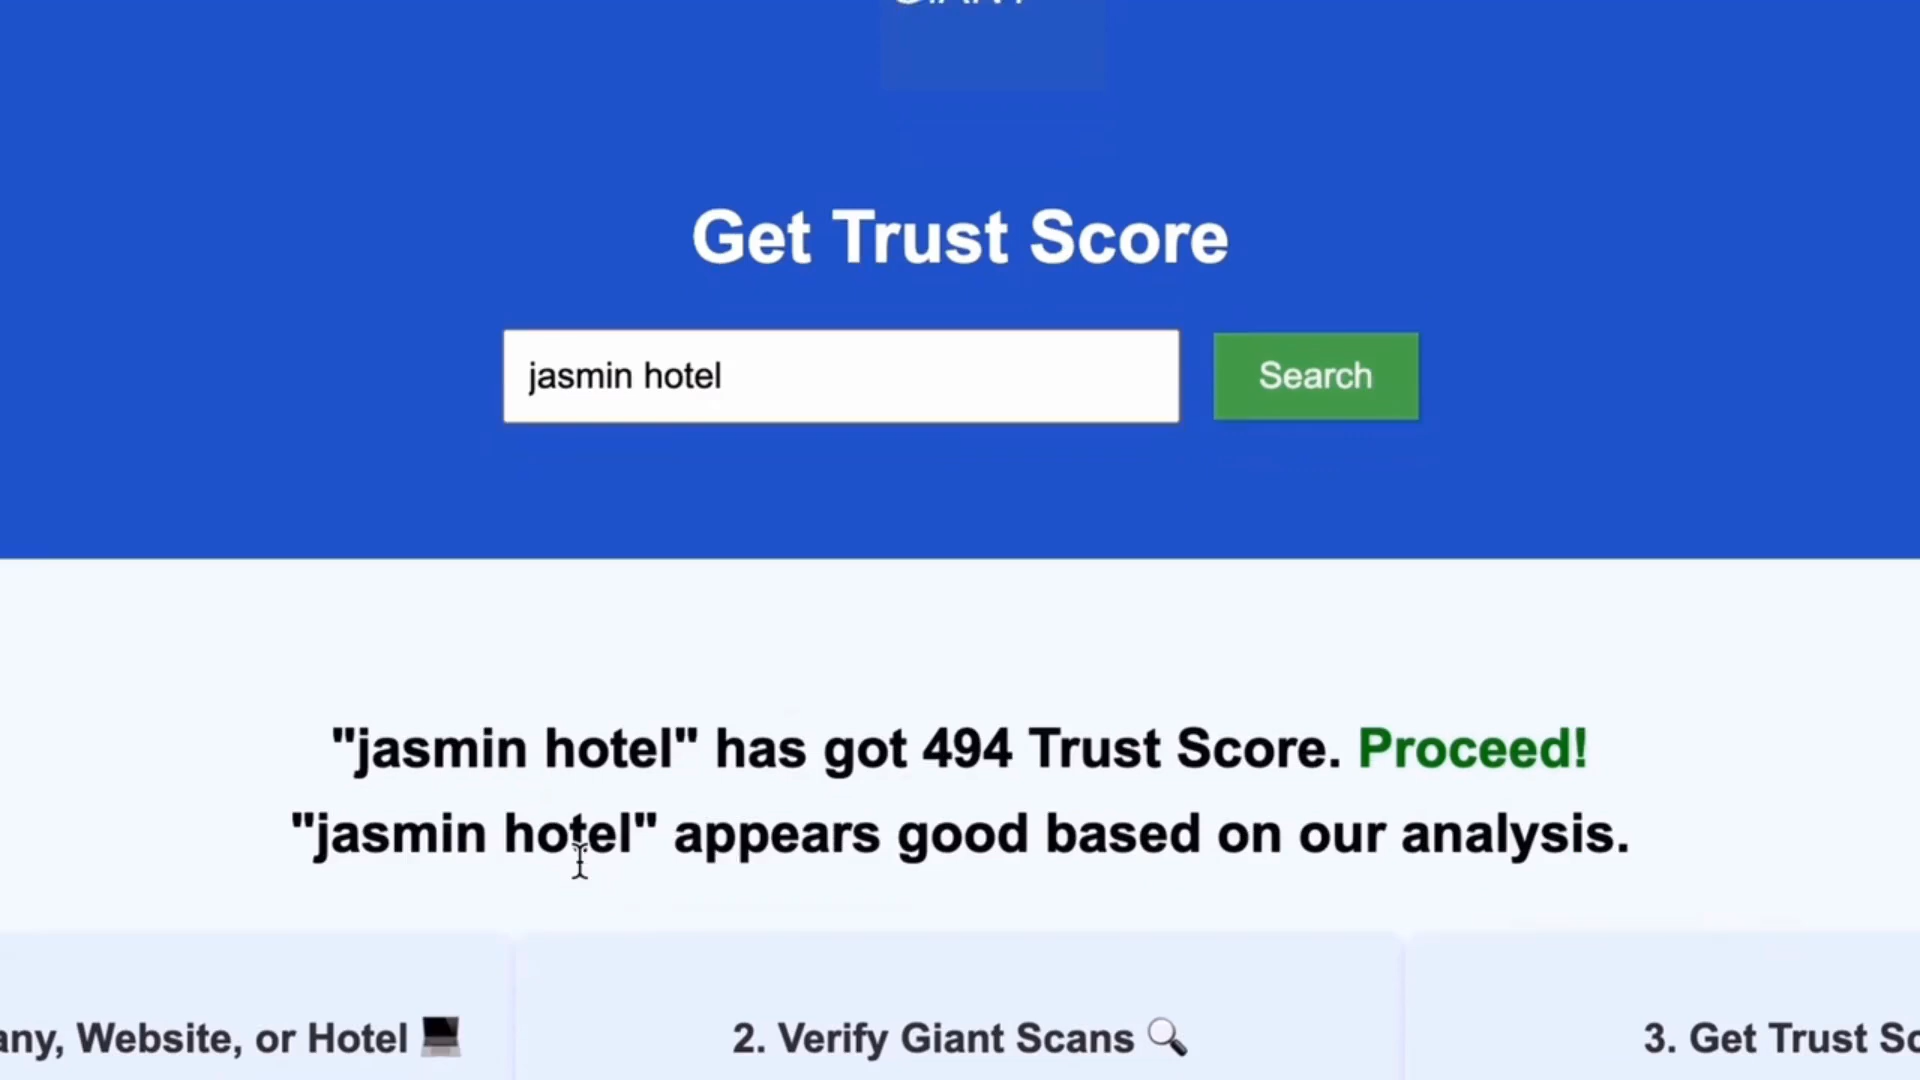 GIANT
Get Trust Score
jasmin hotel
Search
"jasmin hotel" has got 494 Trust Score. Proceed!
"jasmin hotel" appears good based on our analysis.
any, Website, or Hotel 💻
2. Verify Giant Scans 🔍
3. Get Trust Sc